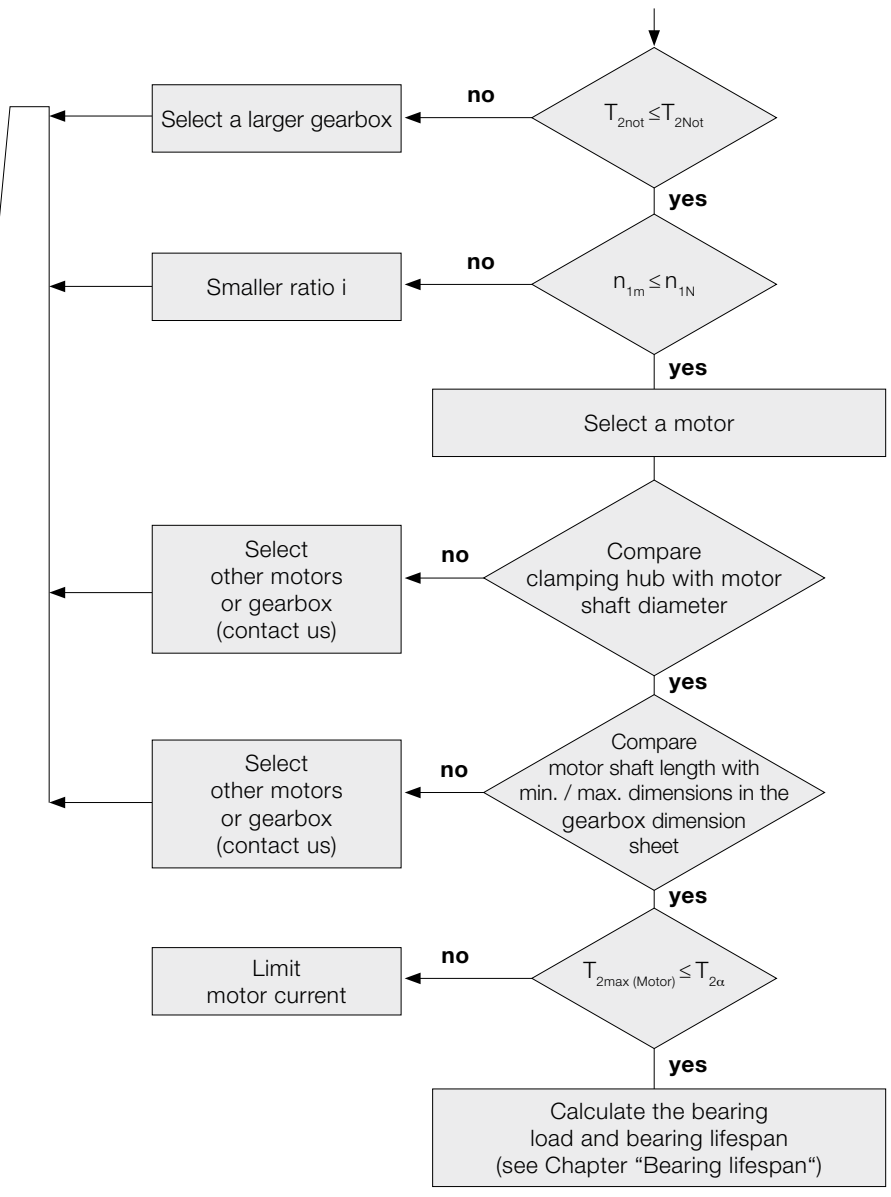 no
Select a larger gearbox
T2not ≤ T2Not
yes
no
Smaller ratio i
n1m ≤ n1N
yes
Select a motor
Select
other motors
or gearbox
(contact us)
no
Compare
clamping hub with motor
shaft diameter
yes
Select
other motors
or gearbox
(contact us)
no
Compare
motor shaft length with
min. / max. dimensions in the
gearbox dimension
sheet
yes
Limit
motor current
no
T2max (Motor) ≤ T2α
yes
Calculate the bearing
load and bearing lifespan
(see Chapter “Bearing lifespan“)